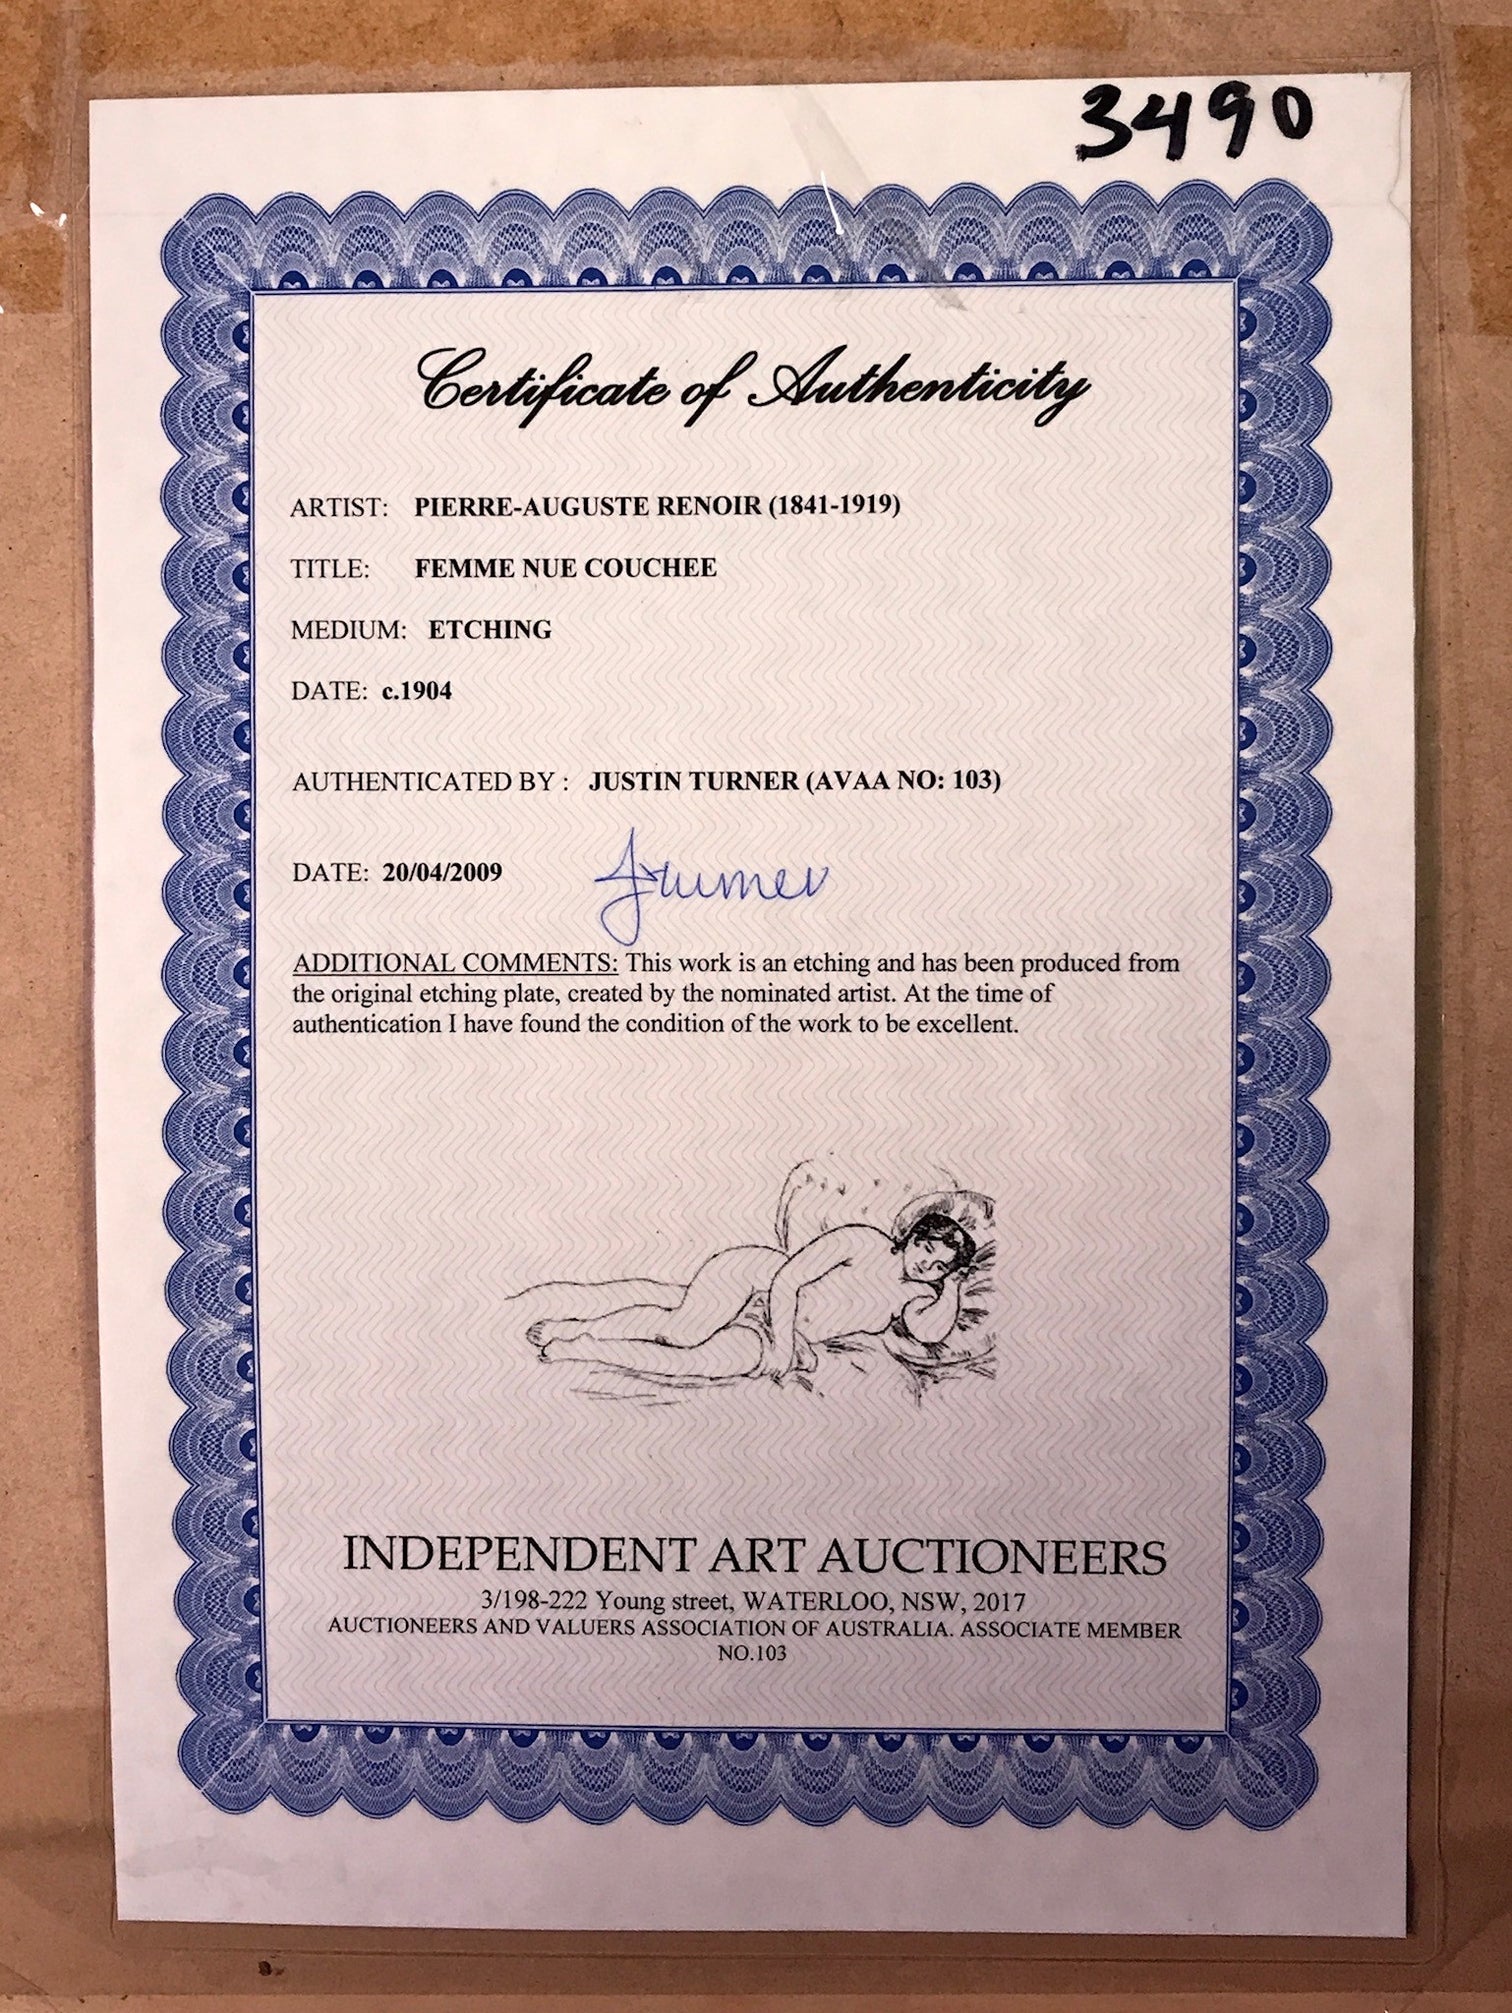 3490
Certificate of Authenticity
ARTIST: PIERRE-AUGUSTE RENOIR (1841-1919)
TITLE: FEMME NUE COUCHEE
MEDIUM: ETCHING
DATE: c.1904
AUTHENTICATED BY : JUSTIN TURNER (AVAA NO: 103)
DATE: 20/04/2009
JTurner
ADDITIONAL COMMENTS: This work is an etching and has been produced from
the original etching plate, created by the nominated artist. At the time of
authentication I have found the condition of the work to be excellent.
INDEPENDENT ART AUCTIONEERS
3/198-222 Young street, WATERLOO, NSW, 2017
AUCTIONEERS AND VALUERS ASSOCIATION OF AUSTRALIA. ASSOCIATE MEMBER
NO.103